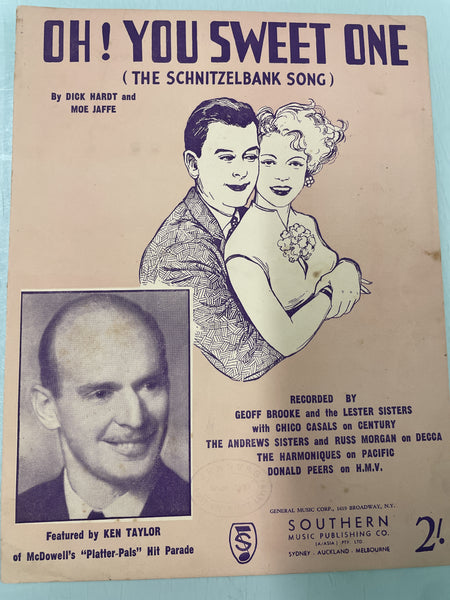 OH! YOU SWEET ONE
(THE SCHNITZELBANK SONG)
By DICK HARDT and
MOE JAFFE
RECORDED BY
GEOFF BROOKE and the LESTER SISTERS
with CHICO CASALS on CENTURY
THE ANDREWS SISTERS and RUSS MORGAN on DECCA
THE HARMONIQUES on PACIFIC
DONALD PEERS on H.M.V.
Featured by KEN TAYLOR
of McDowell's "Platter-Pals" Hit Parade
GENERAL MUSIC CORP., 1619 BROADWAY, N.Y.
SOUTHERN
MUSIC PUBLISHING CO.
(A/ASIA) PTY. LTD.
SYDNEY - AUCKLAND - MELBOURNE
2/-